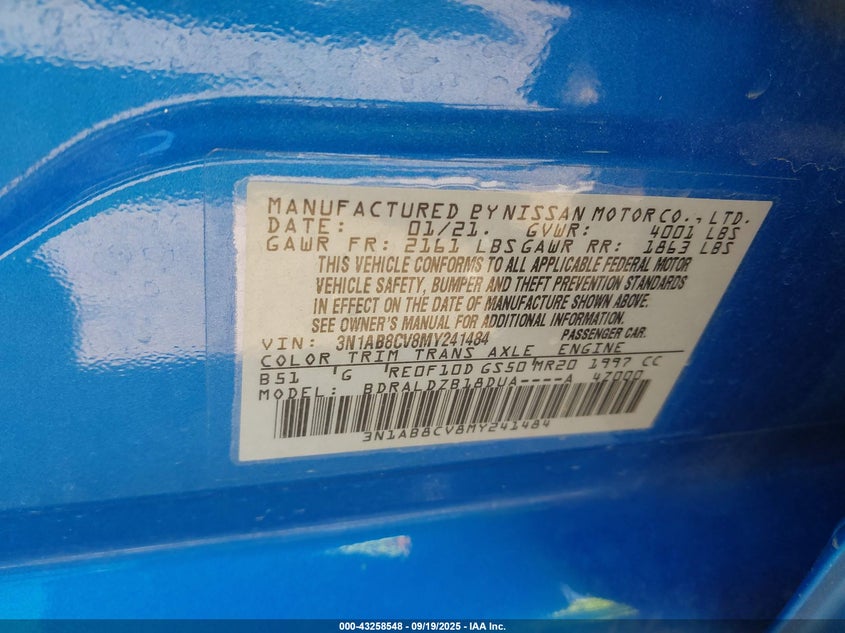 MANUFACTURED BY NISSAN MOTOR CO., LTD.
DATE: 01/21. GVWR: 4001 LBS
GAWR FR: 2161 LBS GAWR RR: 1863 LBS
THIS VEHICLE CONFORMS TO ALL APPLICABLE FEDERAL MOTOR
VEHICLE SAFETY, BUMPER AND THEFT PREVENTION STANDARDS
IN EFFECT ON THE DATE OF MANUFACTURE SHOWN ABOVE.
SEE OWNER'S MANUAL FOR ADDITIONAL INFORMATION.
VIN: 3N1AB8CV8MY241484 PASSENGER CAR.
COLOR TRIM TRANS AXLE ENGINE
B51 'G 'RE0F10D GS50'MR20 1997 CC
MODEL: BDRALDZB18DUA----A 4Z000
3N1AB8CV8MY241484
000-43258548 - 09/19/2025 - IAA Inc.